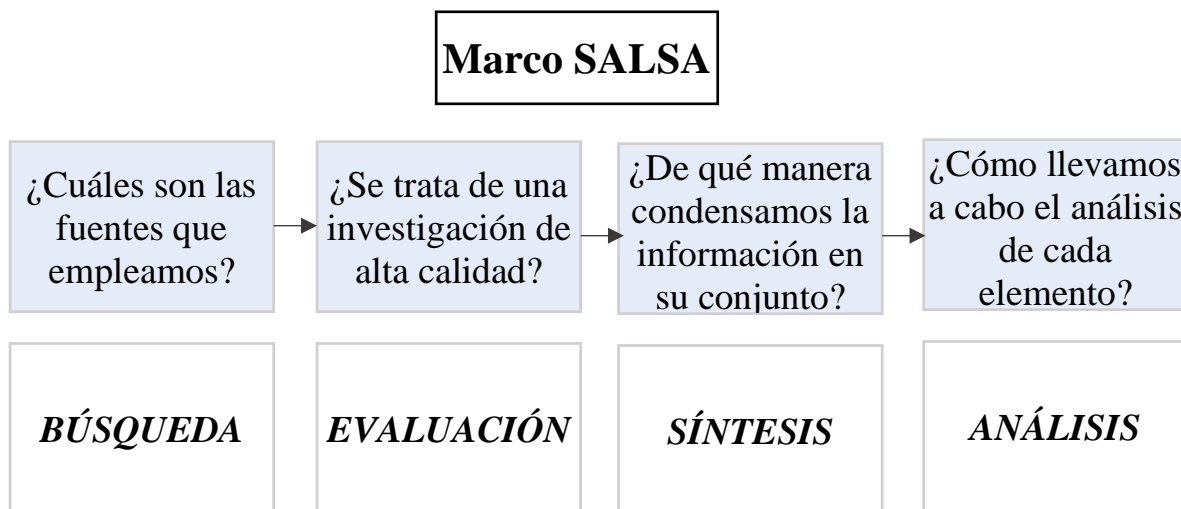 Marco SALSA
¿Cuáles son las
fuentes que
empleamos?
¿Se trata de una
investigación de
alta calidad?
¿De qué manera
condensamos la
información en
su conjunto?
¿Cómo llevamos
a cabo el análisis
de cada
elemento?
BÚSQUEDA
EVALUACIÓN
SÍNTESIS
ANÁLISIS